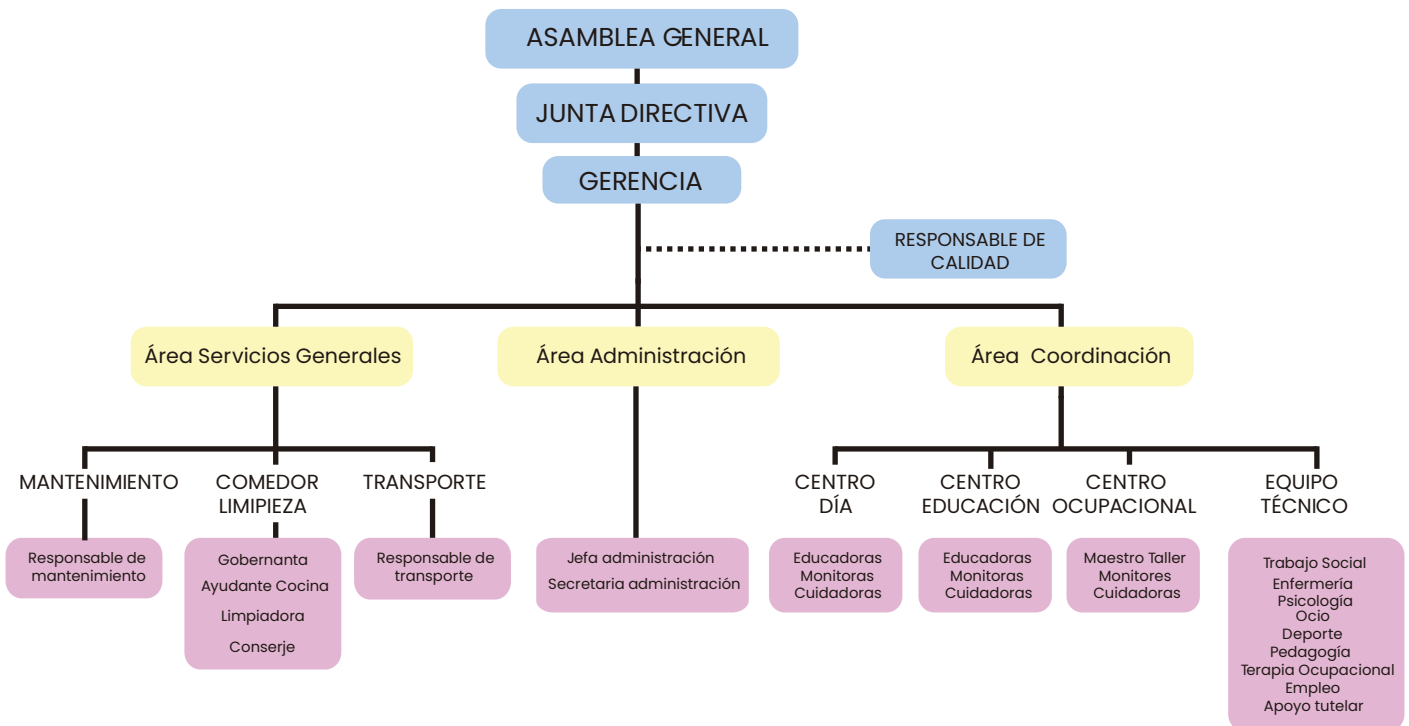 ASAMBLEA GENERAL
JUNTA DIRECTIVA
GERENCIA
RESPONSABLE DE
CALIDAD
Área Servicios Generales
Área Administración
Área Coordinación
MANTENIMIENTO
COMEDOR
LIMIPIEZA
TRANSPORTE
CENTRO
DÍA
CENTRO
EDUCACIÓN
CENTRO
OCUPACIONAL
EQUIPO
TÉCNICO
Responsable de
mantenimiento
Gobernanta
Ayudante Cocina
Limpiadora
Conserje
Responsable de
transporte
Jefa administración
Secretaria administración
Educadoras
Monitoras
Cuidadoras
Educadoras
Monitoras
Cuidadoras
Maestro Taller
Monitores
Cuidadoras
Trabajo Social
Enfermería
Psicología
Ocio
Deporte
Pedagogía
Terapia Ocupacional
Empleo
Apoyo tutelar